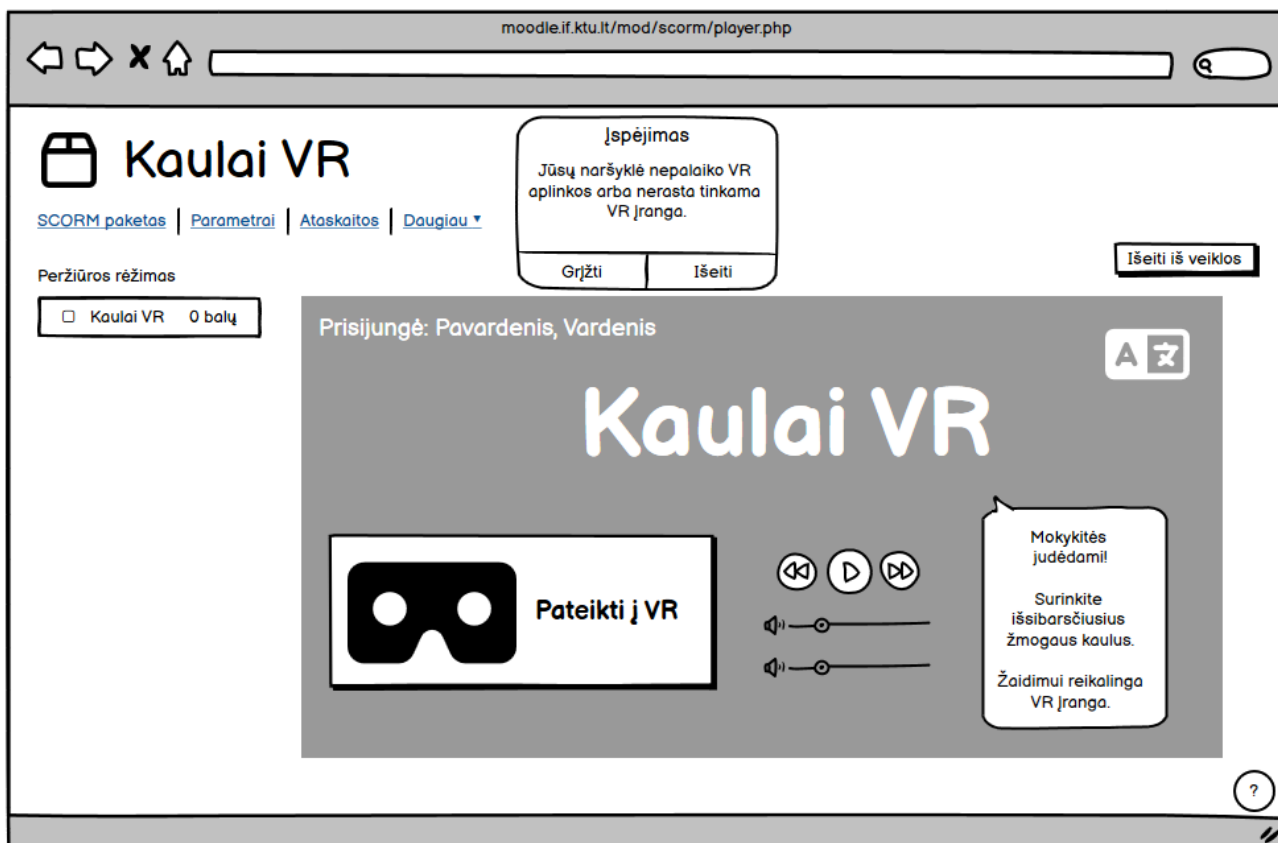 moodle.if.ktu.lt/mod/scorm/player.php
Kaulai VR
SCORM paketas
Parametrai
Ataskaitos
Daugiau ▼
Įspėjimas
Jūsų naršyklė nepalaiko VR
aplinkos arba nerasta tinkama
VR įranga.
Grįžti
Išeiti
Išeiti iš veiklos
Peržiūros rėžimas
Kaulai VR 0 balų
Prisijungė: Pavardenis, Vardenis
A 文
Kaulai VR
Pateikti į VR
Mokykitės
judėdami!
Surinkite
išsibarsčiusius
žmogaus kaulus.
Žaidimui reikalinga
VR įranga.
?